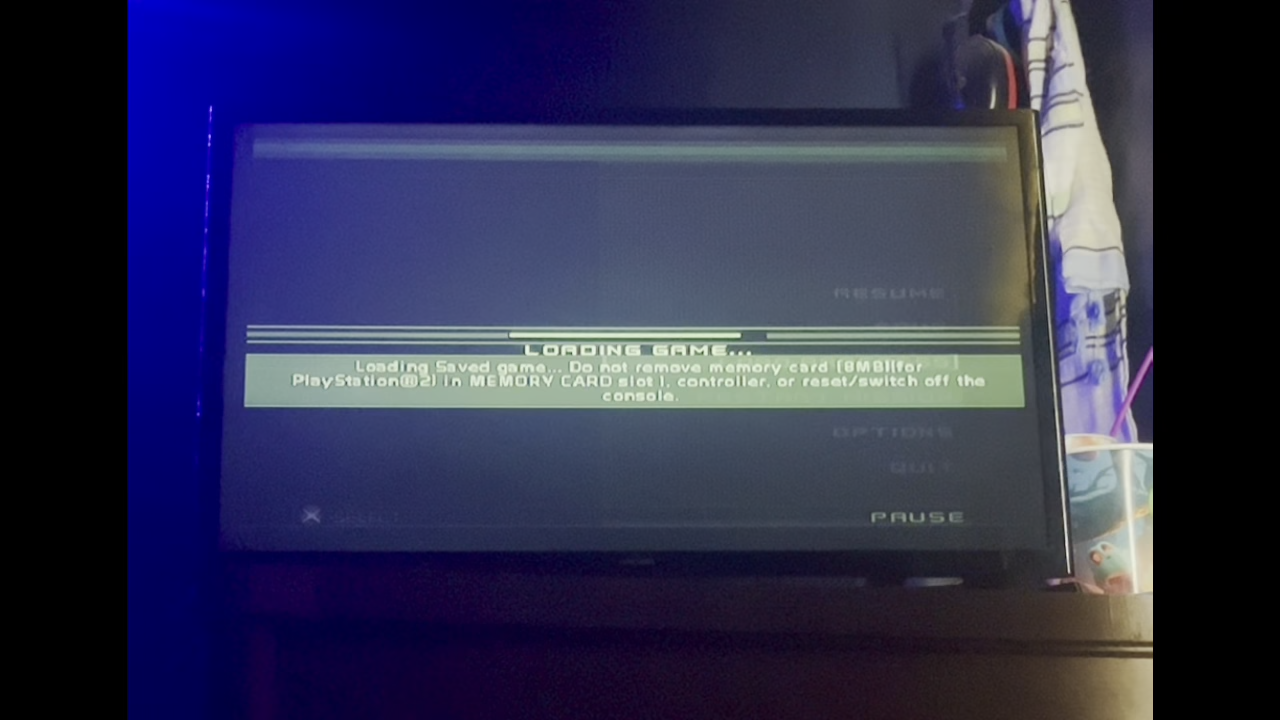 RESUME
LOADING GAME...
Loading Saved game... Do not remove memory card (8MB)(for
PlayStation®2) in MEMORY CARD slot 1, controller, or reset/switch off the
console.
OPTIONS
QUIT
PAUSE